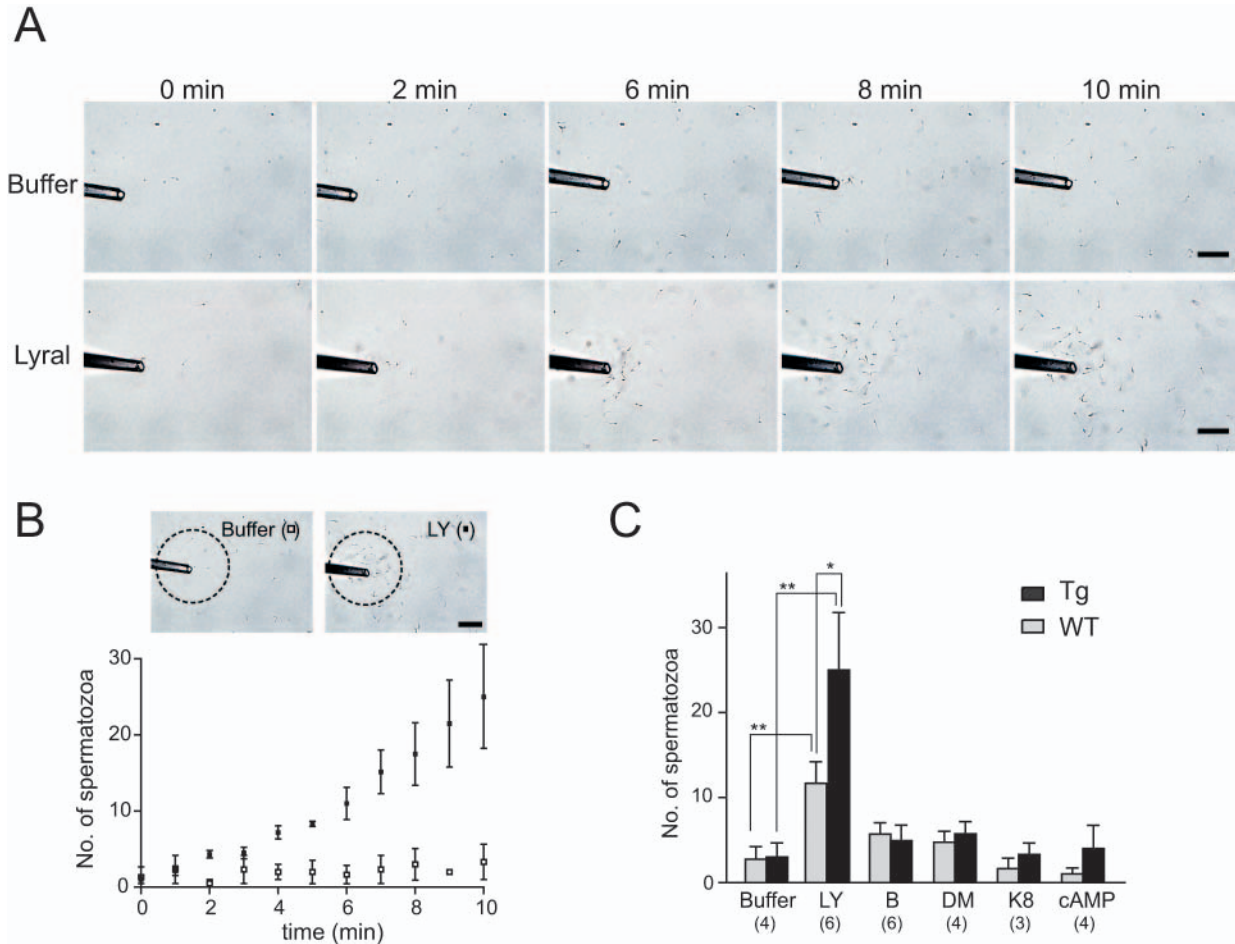 A
0 min 2 min 6 min 8 min 10 min
Buffer
Lyral
B
Buffer (□) LY (▪)
No. of spermatozoa
30
20
10
0
0 2 4 6 8 10
time (min)
C
No. of spermatozoa
30
20
10
0
** ** *
Tg
WT
Buffer LY B DM K8 cAMP
(4) (6) (6) (4) (3) (4)